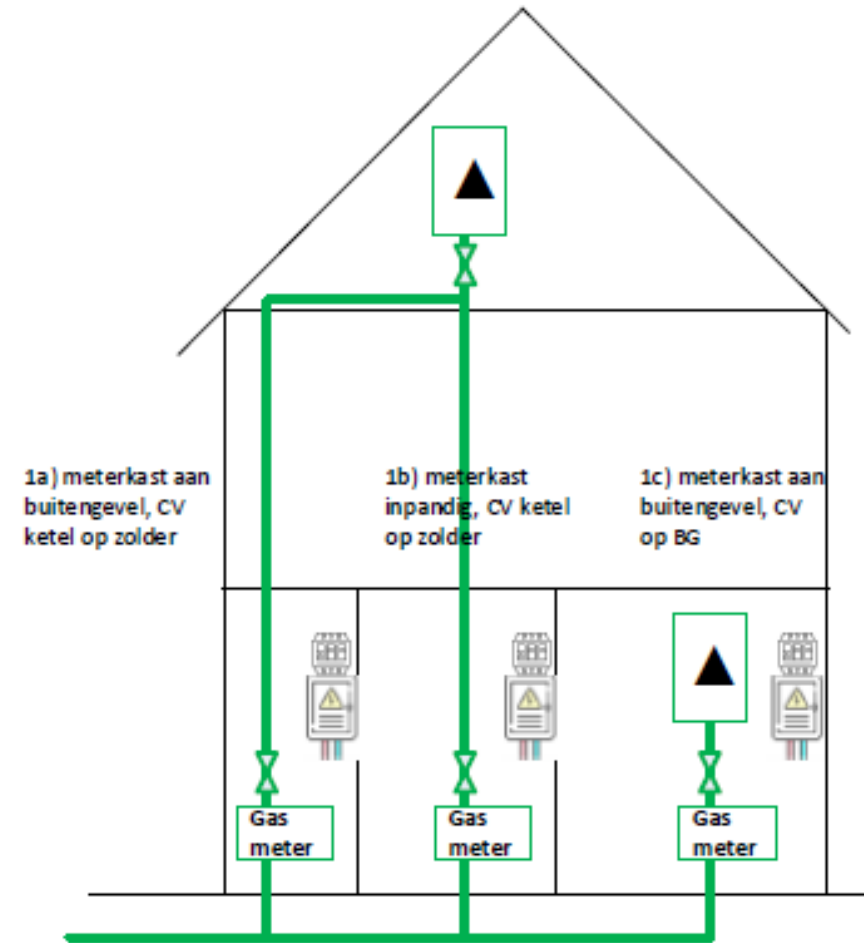 1a) meterkast aan
buitengevel, CV
ketel op zolder
1b) meterkast
inpandig, CV ketel
op zolder
1c) meterkast aan
buitengevel, CV
op BG
Gas
meter
Gas
meter
Gas
meter